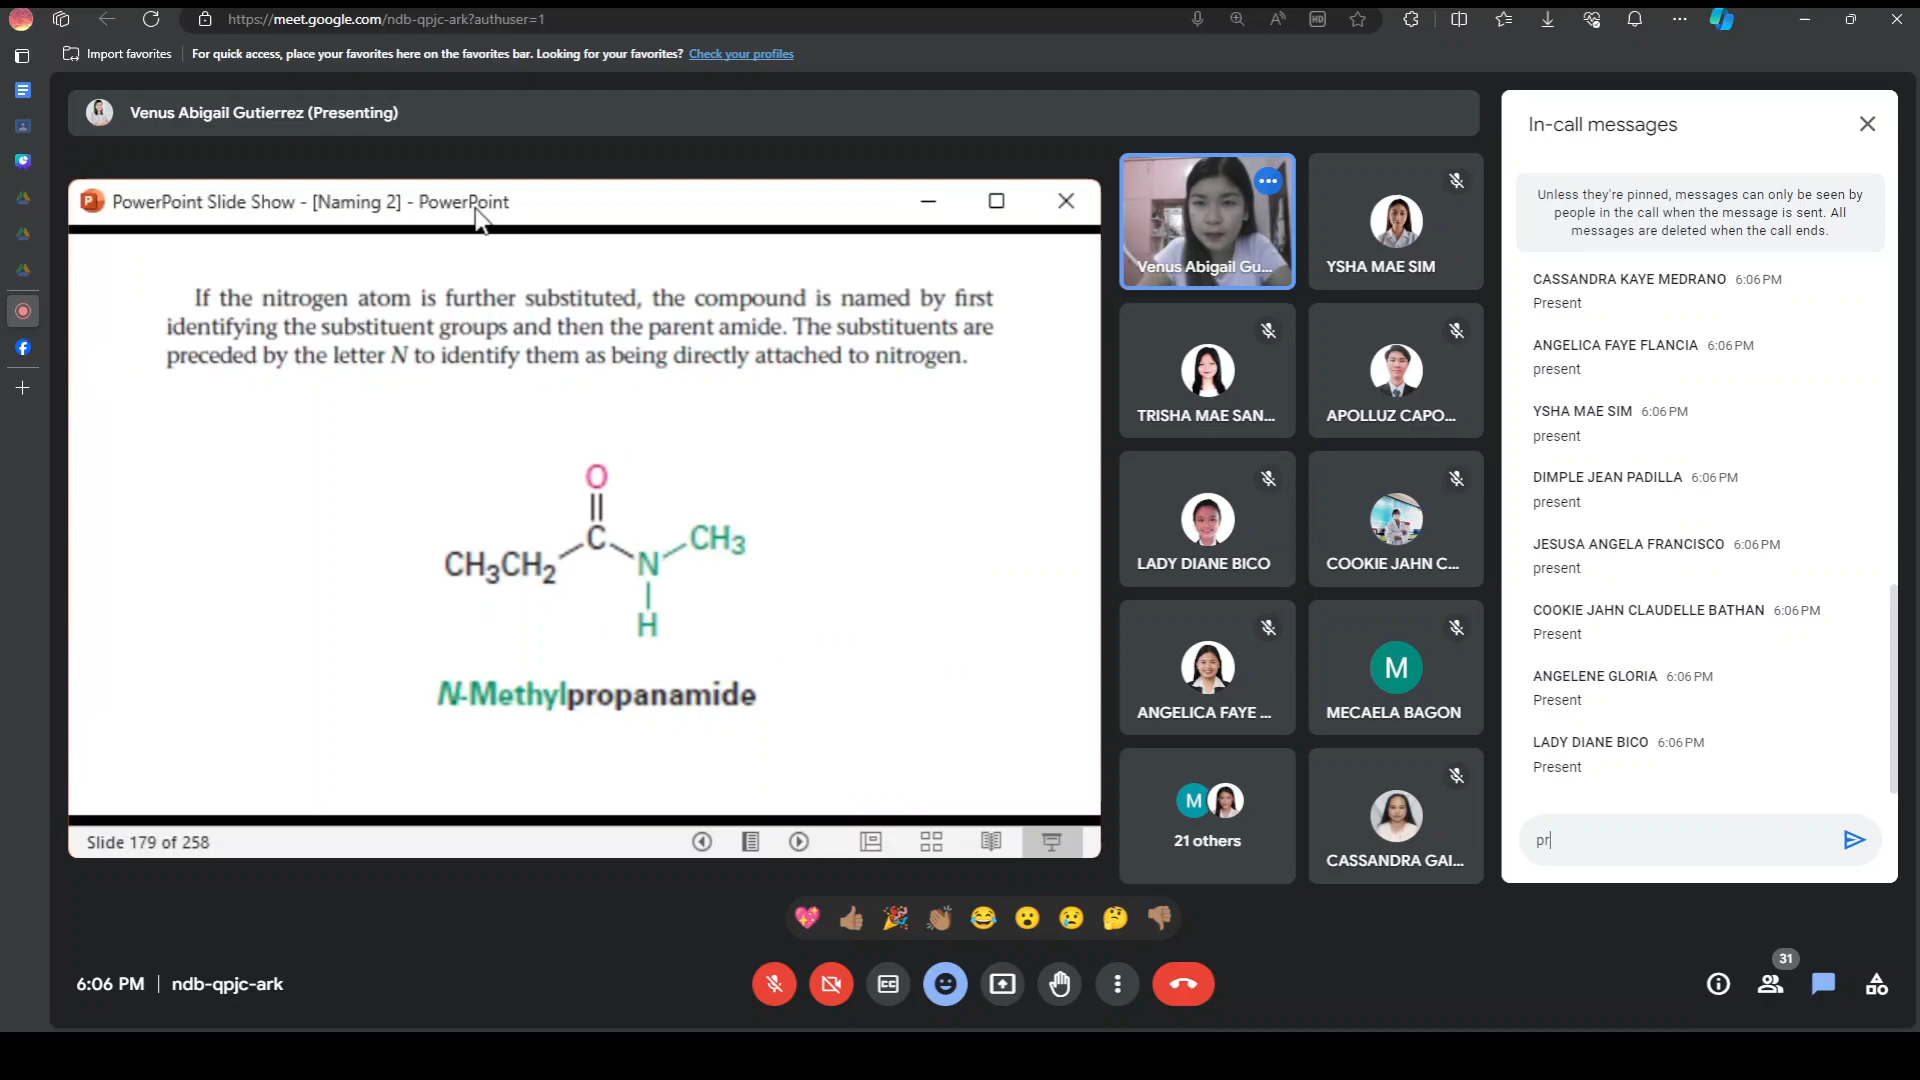 https://meet.google.com/ndb-qpjc-ark?authuser=1
Import favorites
For quick access, place your favorites here on the favorites bar. Looking for your favorites? Check your profiles
Venus Abigail Gutierrez (Presenting)
PowerPoint Slide Show - [Naming 2] - PowerPoint
If the nitrogen atom is further substituted, the compound is named by first
identifying the substituent groups and then the parent amide. The substituents are
preceded by the letter N to identify them as being directly attached to nitrogen.
O
C
CH3
CH3CH2
N
H
N-Methylpropanamide
Slide 179 of 258
Venus Abigail Gu...
YSHA MAE SIM
TRISHA MAE SAN...
APOLLUZ CAPO...
LADY DIANE BICO
COOKIE JAHN C...
ANGELICA FAYE ...
M
MECAELA BAGON
M
21 others
CASSANDRA GAI...
In-call messages
Unless they're pinned, messages can only be seen by
people in the call when the message is sent. All
messages are deleted when the call ends.
CASSANDRA KAYE MEDRANO 6:06 PM
Present
ANGELICA FAYE FLANCIA 6:06 PM
present
YSHA MAE SIM 6:06 PM
present
DIMPLE JEAN PADILLA 6:06 PM
present
JESUSA ANGELA FRANCISCO 6:06 PM
present
COOKIE JAHN CLAUDELLE BATHAN 6:06 PM
Present
ANGELENE GLORIA 6:06 PM
Present
LADY DIANE BICO 6:06 PM
Present
pr
6:06 PM | ndb-qpjc-ark
CC
31